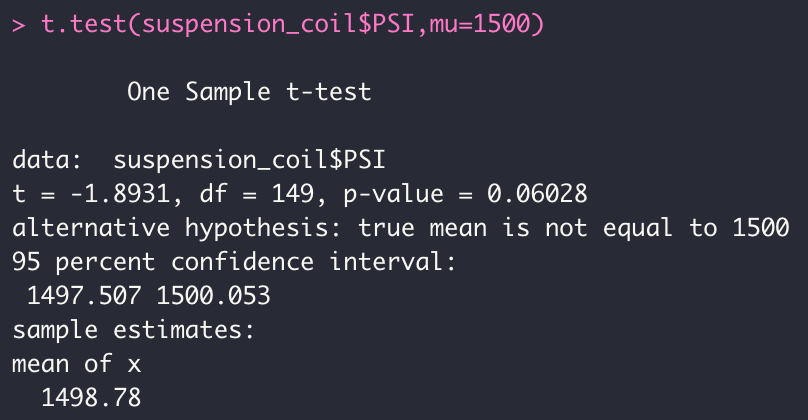 > t.test(suspension_coil$PSI,mu=1500)
One Sample t-test
data:  suspension_coil$PSI
t = -1.8931, df = 149, p-value = 0.06028
alternative hypothesis: true mean is not equal to 1500
95 percent confidence interval:
1497.507 1500.053
sample estimates:
mean of x
1498.78